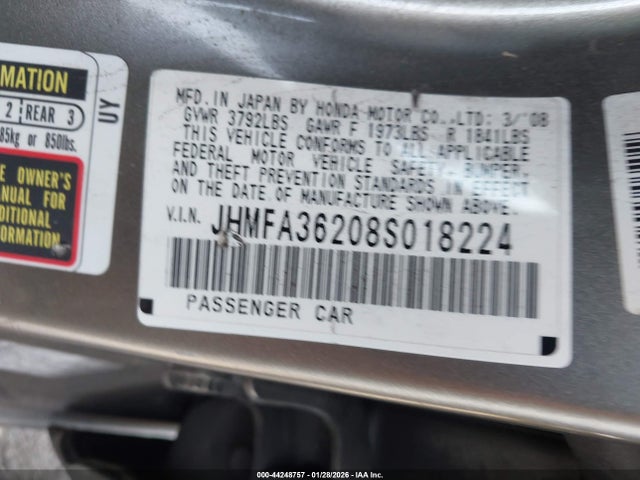 RMATION
2 REAR 3
85kg or 850lbs.
E OWNER'S
ANUAL FOR
DDITIONAL
FORMATION
UY
MFD. IN JAPAN BY HONDA MOTOR CO., LTD: 3/'08
GVWR 3792LBS GAWR F 1973LBS R 1841LBS
THIS VEHICLE CONFORMS TO ALL APPLICABLE
FEDERAL MOTOR VEHICLE SAFETY, BUMPER,
AND THEFT PREVENTION STANDARDS IN EFFECT
ON THE DATE OF MANUFACTURE SHOWN ABOVE.
V.I.N. JHMFA36208S018224
PASSENGER CAR
000-44248757 - 01/28/2026 - IAA Inc.